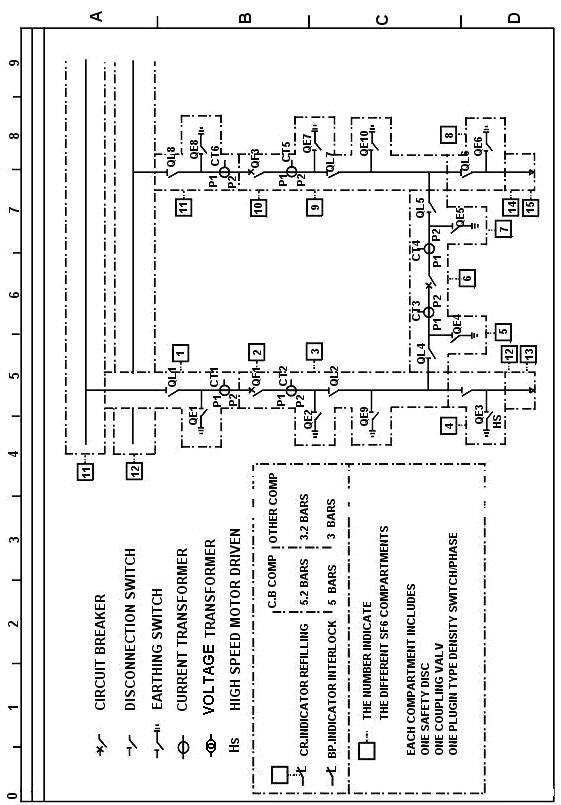 A B C D
9
8
7
6
5
4
3
2
1
0
QL8
QE8
CT6
P1 P2
QF3
CT5
P1 P2
QE7
QL7
QE10
QE6
8
11
10
9
14
15
QL5
QE5
7
P2
CT4
P1
6
P2
CT3
P1
QE4
5
QL4
12
13
1
2
3
QL1
CT1
P1 P2
QF1
CT2
P1 P2
QL2
QE1
QE2
QE9
QE3
HS
4
11
12
CIRCUIT BREAKER
DISCONNECTION SWITCH
EARTHING SWITCH
CURRENT TRANSFORMER
VOLTAGE TRANSFORMER
Hs HIGH SPEED MOTOR DRIVEN
C.B COMP OTHER COMP
CR.INDICATOR REFILLING 5.2 BARS 3.2 BARS
BP.INDICATOR INTERLOCK 5 BARS 3 BARS
THE NUMBER INDICATE
THE DIFFERENT SF6 COMPARTMENTS
EACH COMPARTMENT INCLUDES
ONE SAFETY DISC
ONE COUPLING VALV
ONE PLUGIN TYPE DENSITY SWITCH/PHASE